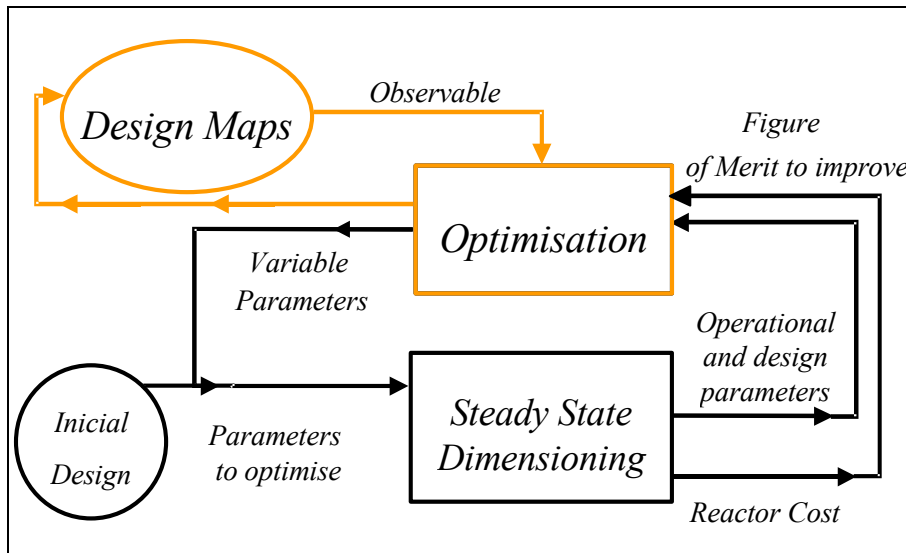 Observable
Design Maps
Figure
of Merit to improve
Optimisation
Variable
Parameters
Operational
and design
parameters
Inicial
Design
Parameters
to optimise
Steady State
Dimensioning
Reactor Cost